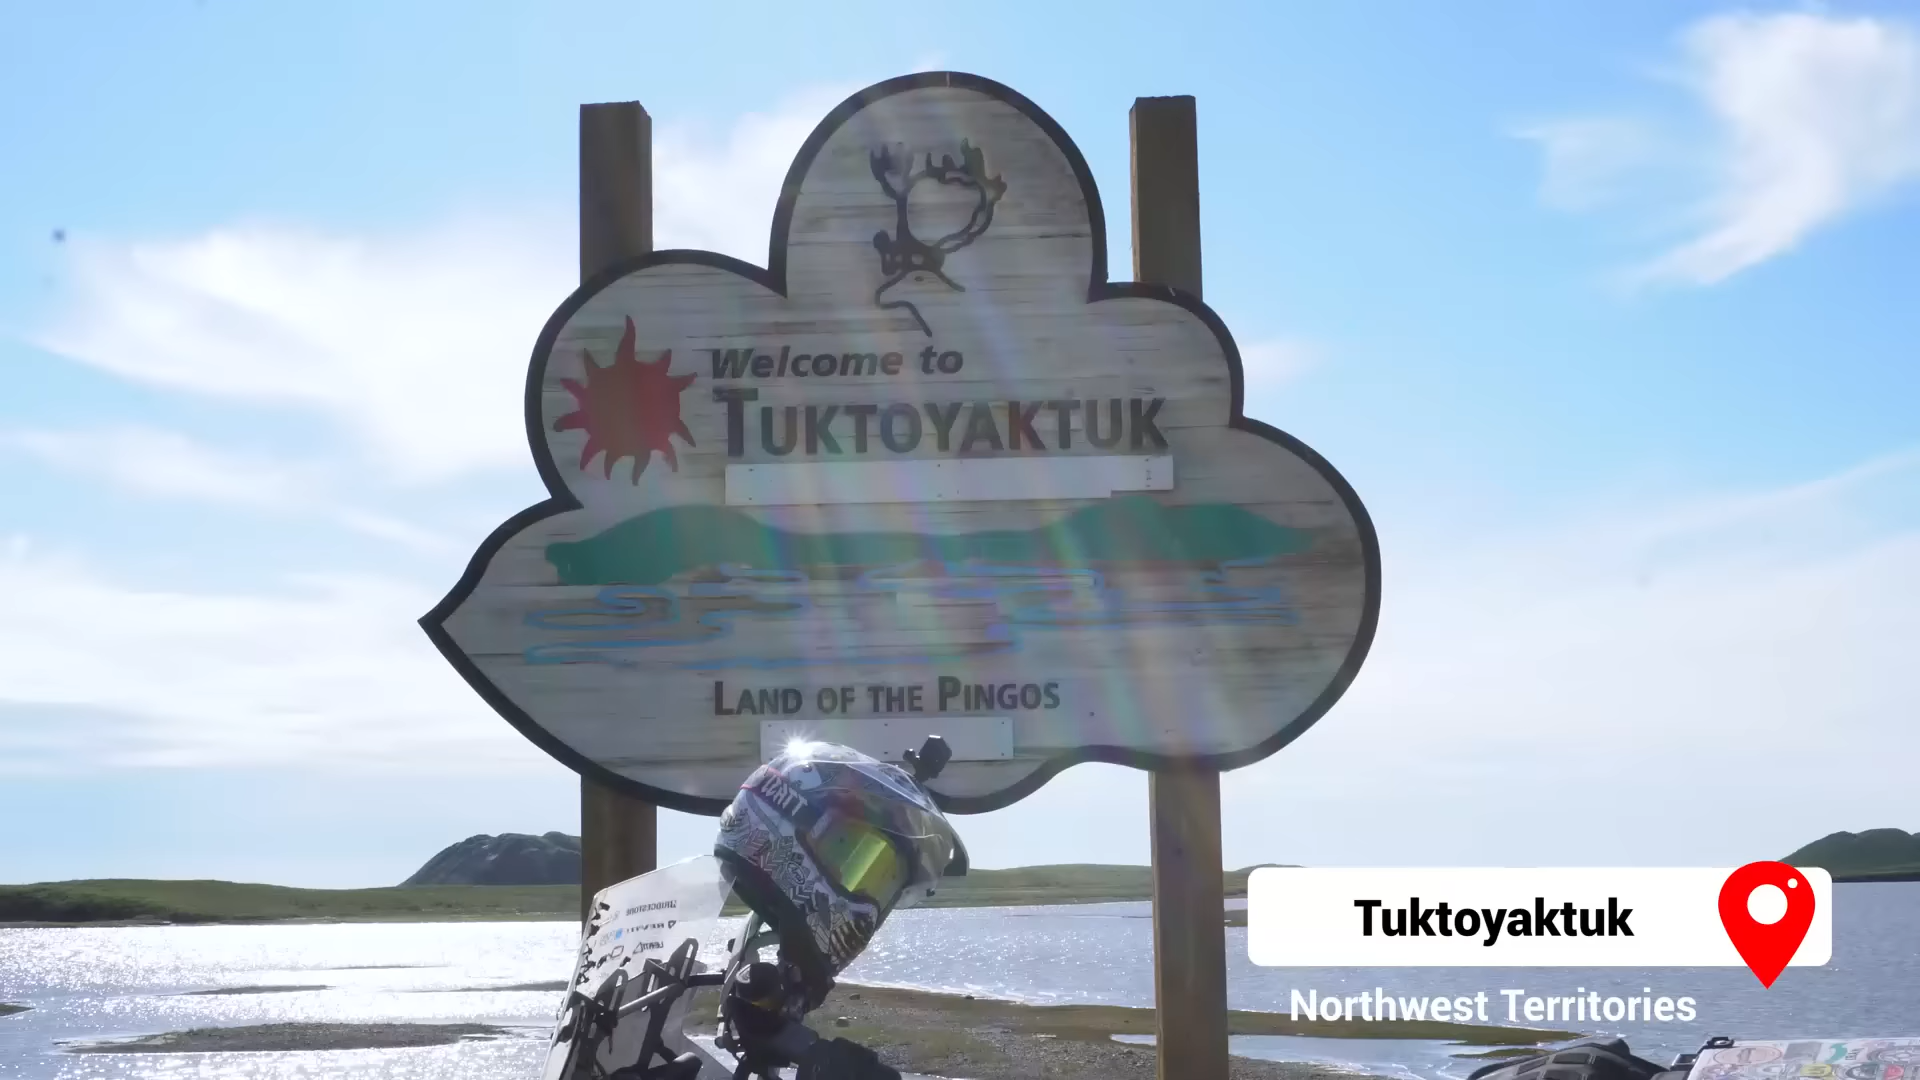 Welcome to
TUKTOYAKTUK
LAND OF THE PINGOS
Tuktoyaktuk
Northwest Territories